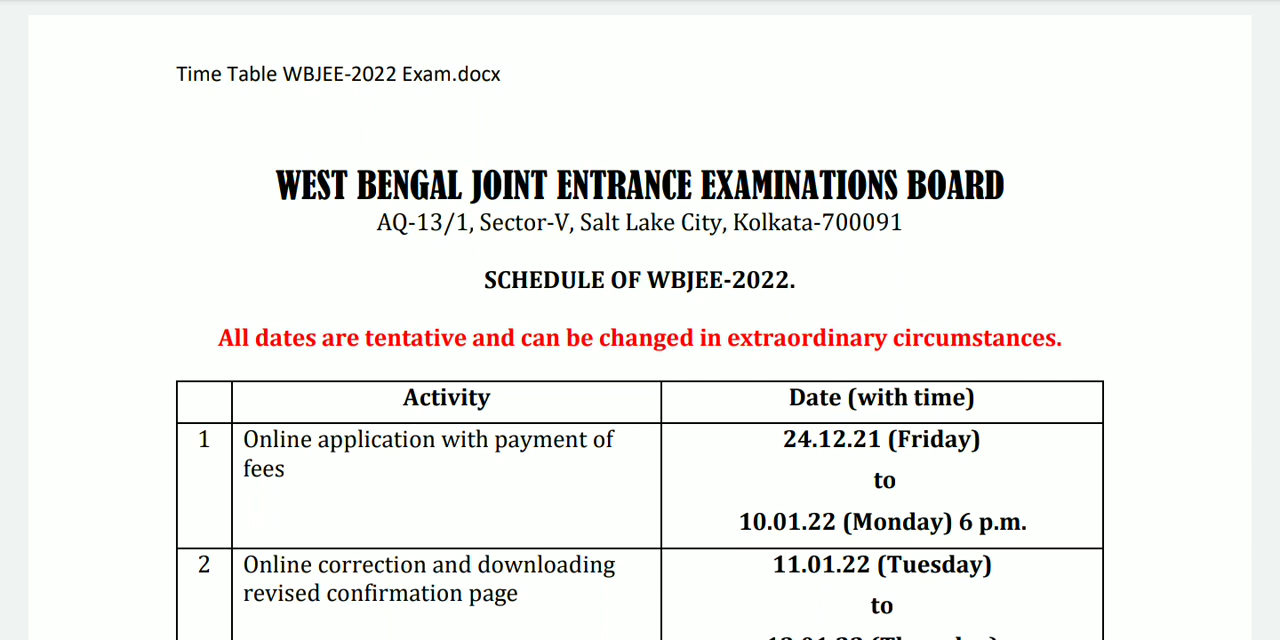 Time Table WBJEE-2022 Exam.docx
WEST BENGAL JOINT ENTRANCE EXAMINATIONS BOARD
AQ-13/1, Sector-V, Salt Lake City, Kolkata-700091
SCHEDULE OF WBJEE-2022.
All dates are tentative and can be changed in extraordinary circumstances.
Activity Date (with time)
1 Online application with payment of 24.12.21 (Friday)
fees
to
10.01.22 (Monday) 6 p.m.
2 Online correction and downloading 11.01.22 (Tuesday)
revised confirmation page
to